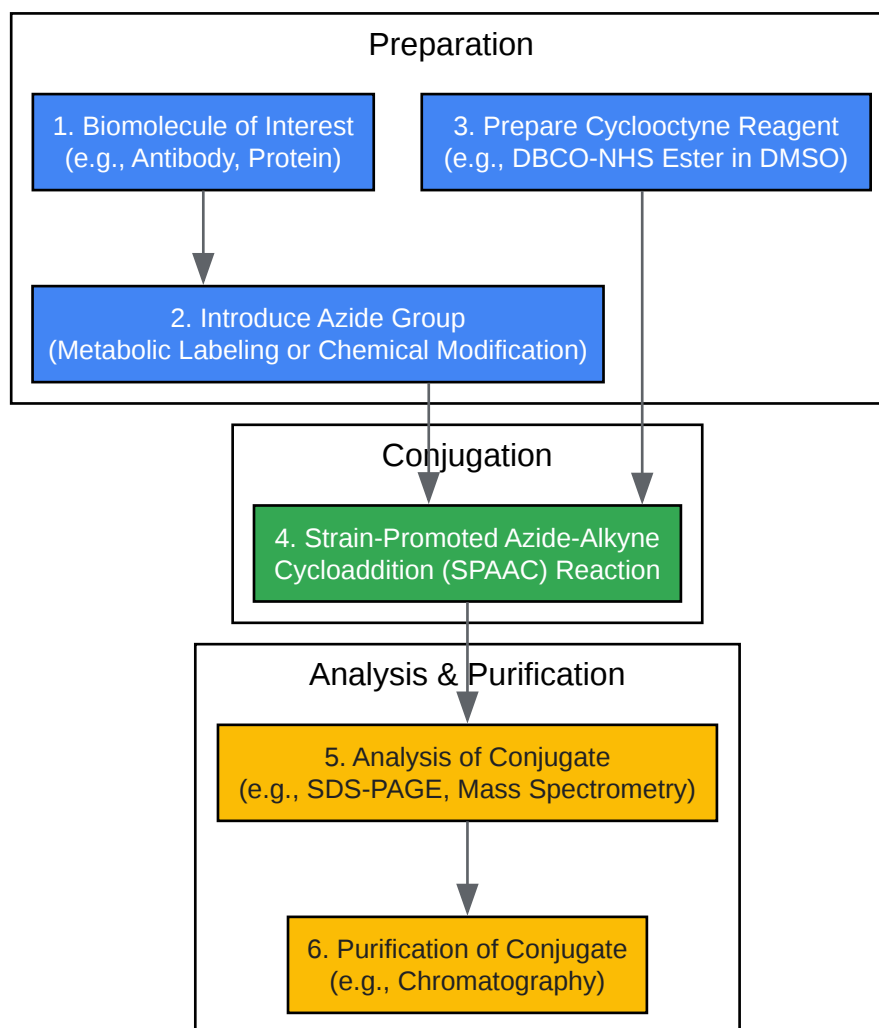 Preparation
1. Biomolecule of Interest
(e.g., Antibody, Protein)
3. Prepare Cyclooctyne Reagent
(e.g., DBCO-NHS Ester in DMSO)
2. Introduce Azide Group
(Metabolic Labeling or Chemical Modification)
Conjugation
4. Strain-Promoted Azide-Alkyne
Cycloaddition (SPAAC) Reaction
Analysis & Purification
5. Analysis of Conjugate
(e.g., SDS-PAGE, Mass Spectrometry)
6. Purification of Conjugate
(e.g., Chromatography)